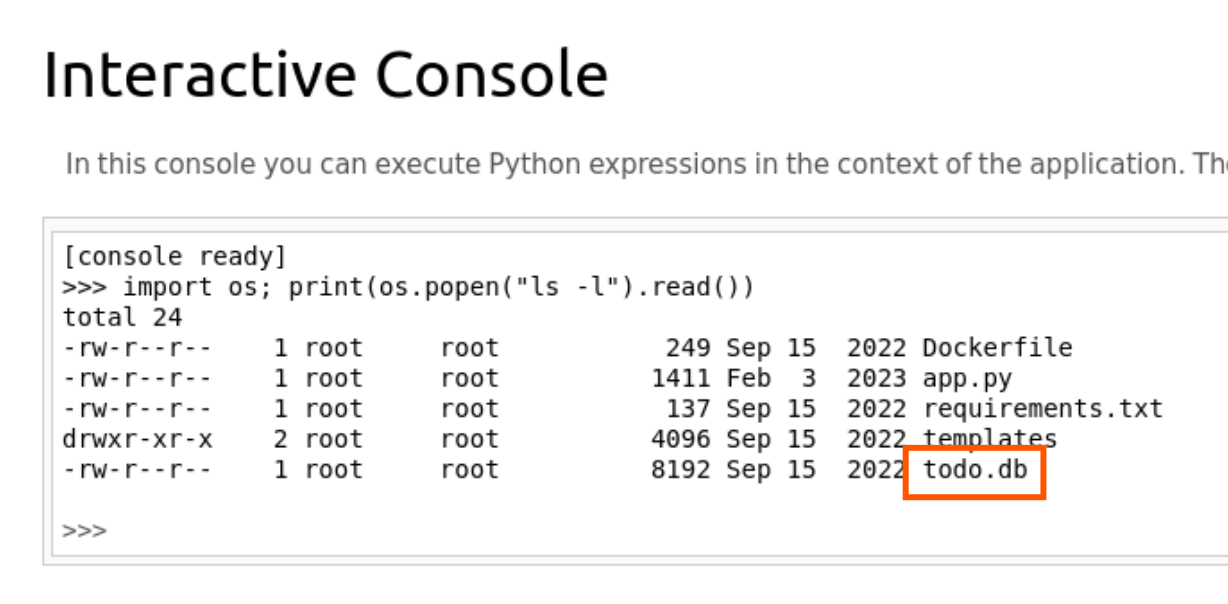 Interactive Console
In this console you can execute Python expressions in the context of the application. The
[console ready]
>>> import os; print(os.popen("ls -l").read())
total 24
-rw-r--r--    1 root     root           249 Sep 15  2022 Dockerfile
-rw-r--r--    1 root     root          1411 Feb  3  2023 app.py
-rw-r--r--    1 root     root           137 Sep 15  2022 requirements.txt
drwxr-xr-x    2 root     root          4096 Sep 15  2022 templates
-rw-r--r--    1 root     root          8192 Sep 15  2022 todo.db
>>>